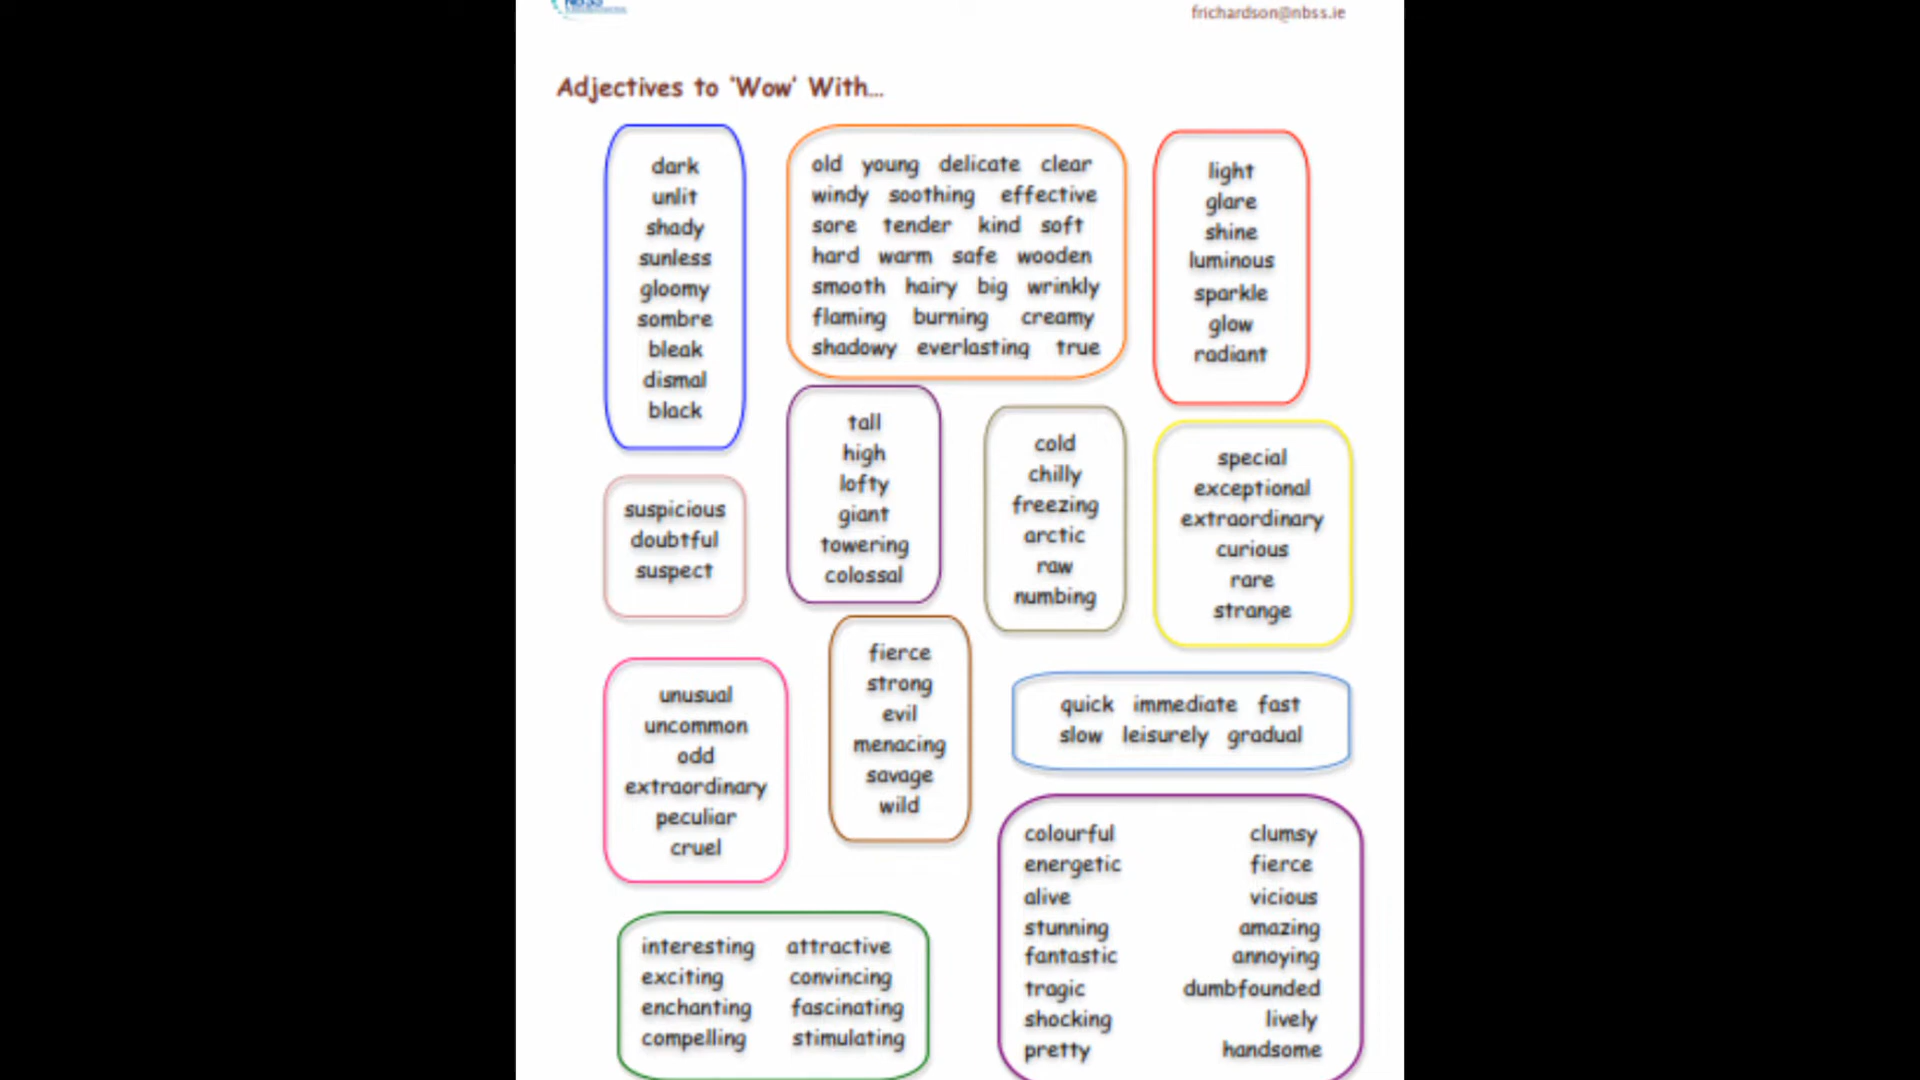 NBSS
frichardson@nbss.ie
Adjectives to 'Wow' With...
dark
unlit
shady
sunless
gloomy
sombre
bleak
dismal
black
old young delicate clear
windy soothing effective
sore tender kind soft
hard warm safe wooden
smooth hairy big wrinkly
flaming burning creamy
shadowy everlasting true
light
glare
shine
luminous
sparkle
glow
radiant
tall
high
lofty
giant
towering
colossal
cold
chilly
freezing
arctic
raw
numbing
special
exceptional
extraordinary
curious
rare
strange
suspicious
doubtful
suspect
fierce
strong
evil
menacing
savage
wild
unusual
uncommon
odd
extraordinary
peculiar
cruel
quick immediate fast
slow leisurely gradual
colourful clumsy
energetic fierce
alive vicious
stunning amazing
fantastic annoying
tragic dumbfounded
shocking lively
pretty handsome
interesting attractive
exciting convincing
enchanting fascinating
compelling stimulating